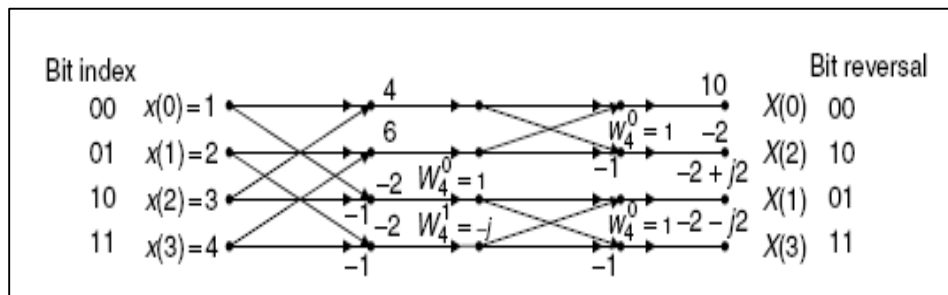 Bit index
Bit reversal
00 x(0) = 1 4 10 X(0) 00
W₄⁰ = 1
01 x(1) = 2 6 −1 −2 X(2) 10
10 x(2) = 3 −1 −2 W₄⁰ = 1 W₄⁰ = 1 −2 + j2 X(1) 01
11 x(3) = 4 −1 −2 W₄¹ = −j −1 −2 − j2 X(3) 11